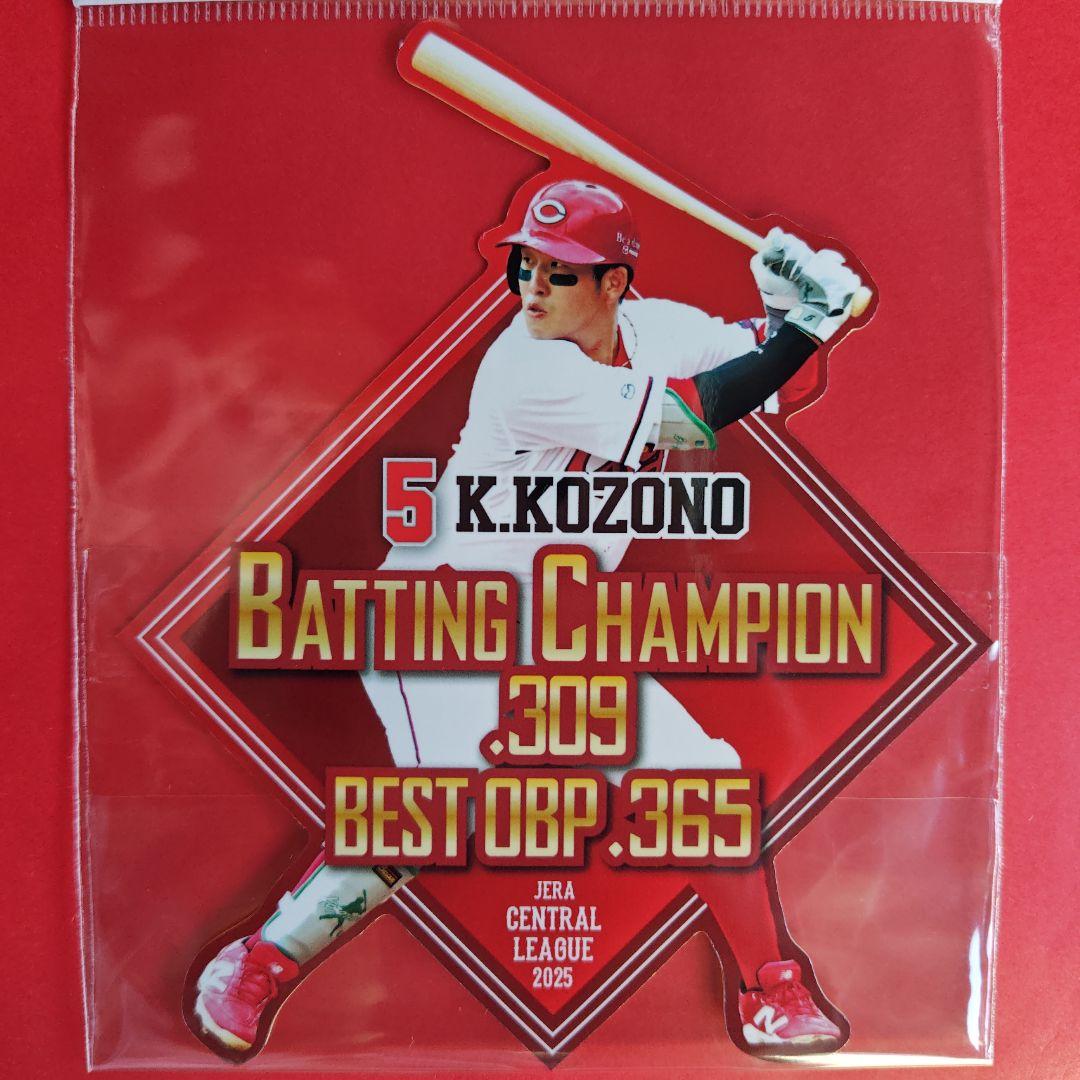 C
5 K.KOZONO
BATTING CHAMPION
.309
BEST OBP .365
JERA
CENTRAL
LEAGUE
2025